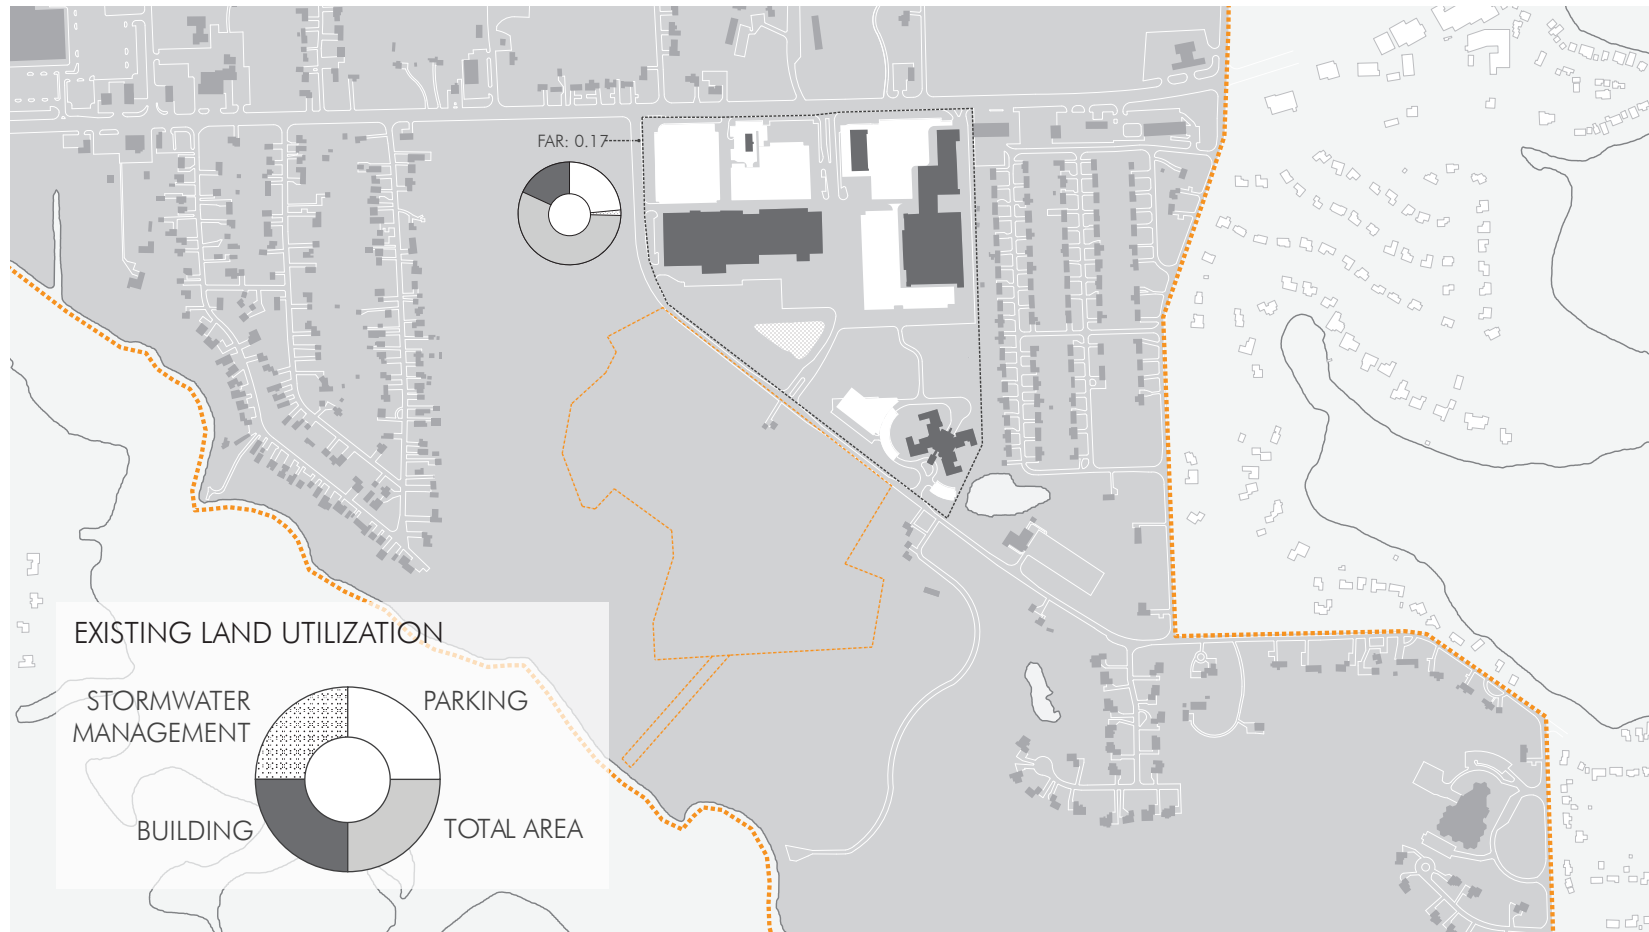 FAR: 0.17
EXISTING LAND UTILIZATION
STORMWATER
MANAGEMENT
PARKING
BUILDING
TOTAL AREA